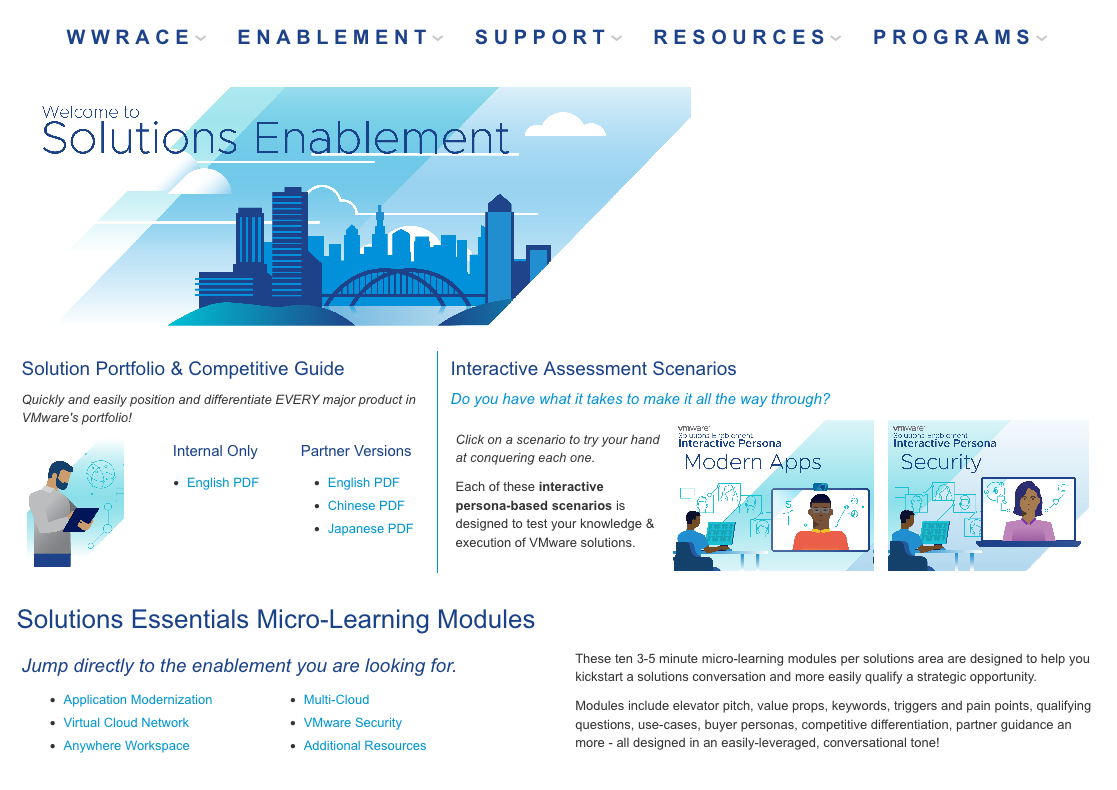 WWRACE ENABLEMENT SUPPORT RESOURCES PROGRAMS
Welcome to
Solutions Enablement
Solution Portfolio & Competitive Guide
Quickly and easily position and differentiate EVERY major product in
VMware's portfolio!
Internal Only
English PDF
Partner Versions
English PDF
Chinese PDF
Japanese PDF
Interactive Assessment Scenarios
Do you have what it takes to make it all the way through?
Click on a scenario to try your hand
at conquering each one.
Each of these interactive
persona-based scenarios is
designed to test your knowledge &
execution of VMware solutions.
vmware
Solutions Enablement
Interactive Persona
Modern Apps
vmware
Solutions Enablement
Interactive Persona
Security
Solutions Essentials Micro-Learning Modules
Jump directly to the enablement you are looking for.
Application Modernization
Virtual Cloud Network
Anywhere Workspace
Multi-Cloud
VMware Security
Additional Resources
These ten 3-5 minute micro-learning modules per solutions area are designed to help you
kickstart a solutions conversation and more easily qualify a strategic opportunity.
Modules include elevator pitch, value props, keywords, triggers and pain points, qualifying
questions, use-cases, buyer personas, competitive differentiation, partner guidance an
more - all designed in an easily-leveraged, conversational tone!